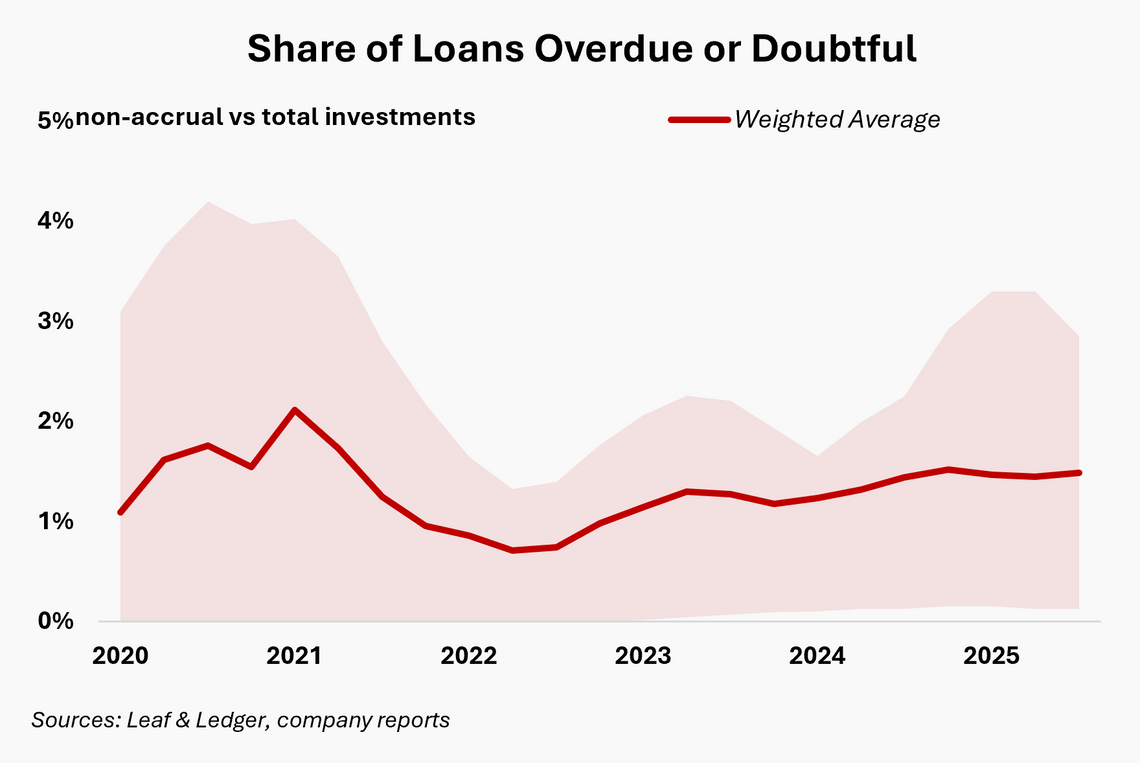 Share of Loans Overdue or Doubtful
5% non-accrual vs total investments
Weighted Average
4%
3%
2%
1%
0%
2020 2021 2022 2023 2024 2025
Sources: Leaf & Ledger, company reports